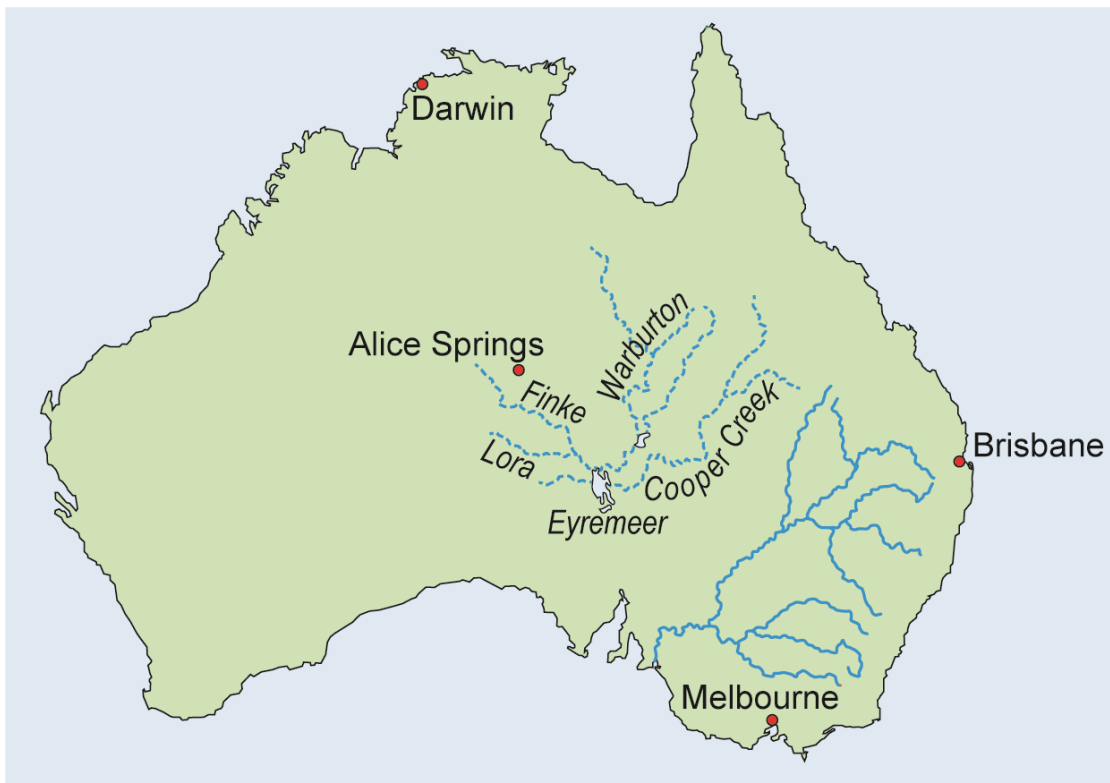 Darwin
Warburton
Alice Springs
Finke
Cooper Creek
Brisbane
Lora
Eyremeer
Melbourne